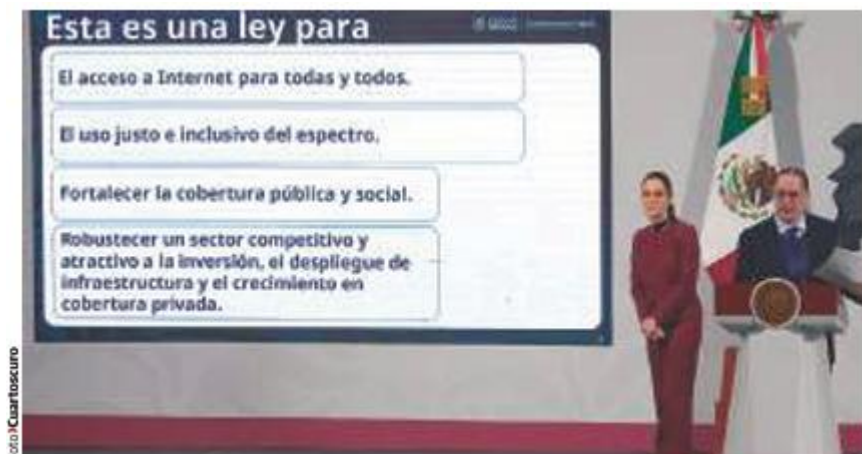 Esta es una ley para
El acceso a Internet para todas y todos.
El uso justo e inclusivo del espectro.
Fortalecer la cobertura pública y social.
Robustecer un sector competitivo y
atractivo a la inversión, el despliegue de
infraestructura y el crecimiento en
cobertura privada.
oto›Cuartoscuro